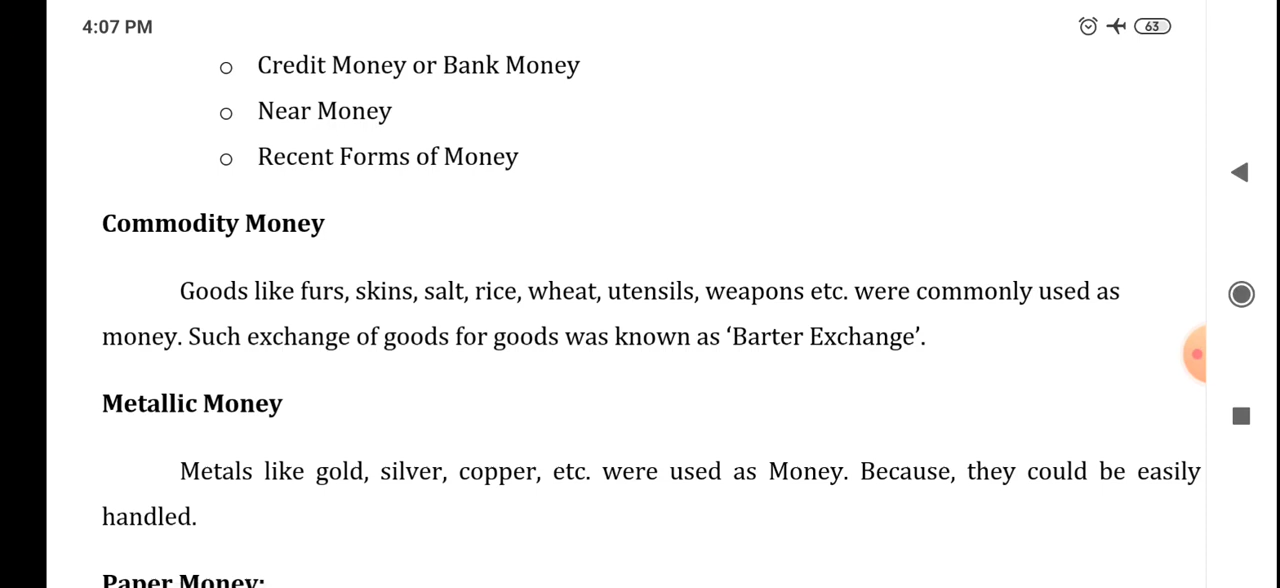 4:07 PM
63
o Credit Money or Bank Money
o Near Money
o Recent Forms of Money
Commodity Money
Goods like furs, skins, salt, rice, wheat, utensils, weapons etc. were commonly used as
money. Such exchange of goods for goods was known as ‘Barter Exchange’.
Metallic Money
Metals like gold, silver, copper, etc. were used as Money. Because, they could be easily
handled.
Paper Money: